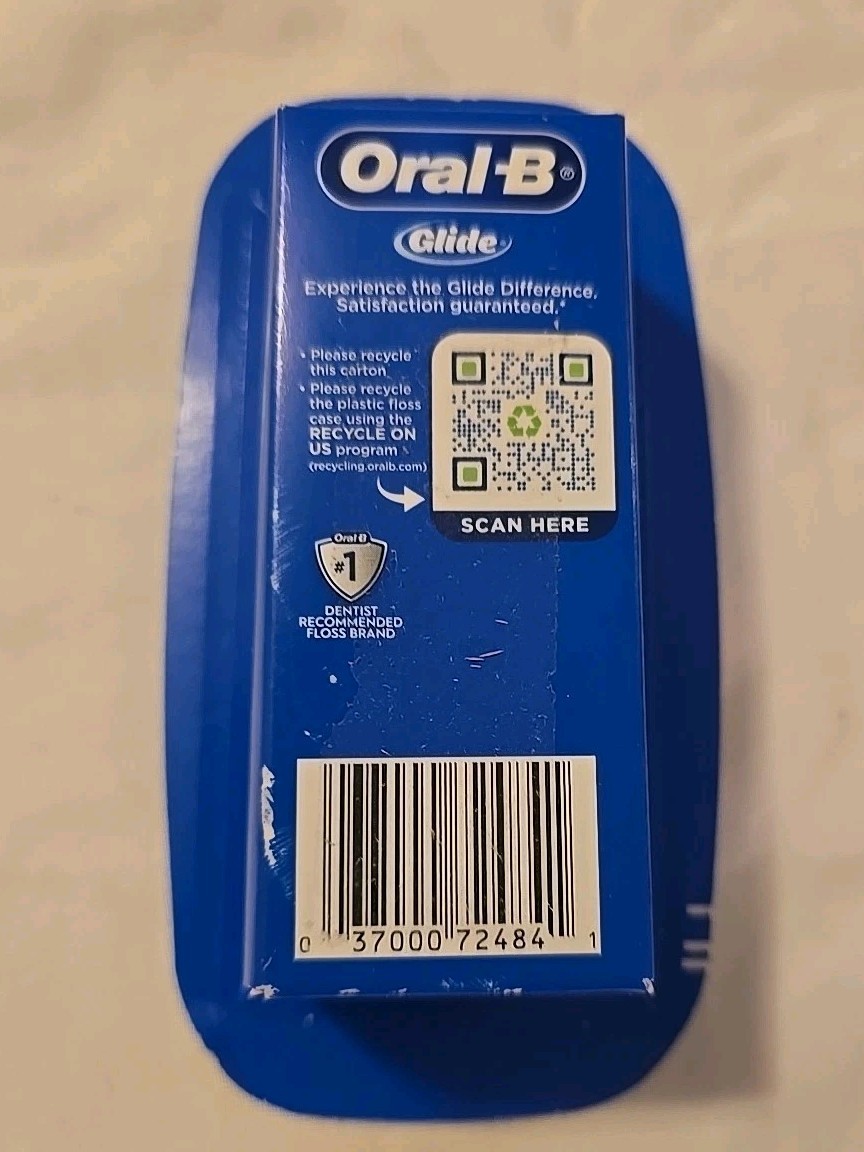 Oral-B®
Glide
Experience the Glide Difference.
Satisfaction guaranteed.*
• Please recycle
this carton
• Please recycle
the plastic floss
case using the
RECYCLE ON
US program
(recycling.oralb.com)
SCAN HERE
Oral-B
#1
DENTIST
RECOMMENDED
FLOSS BRAND
0 37000 72484 1